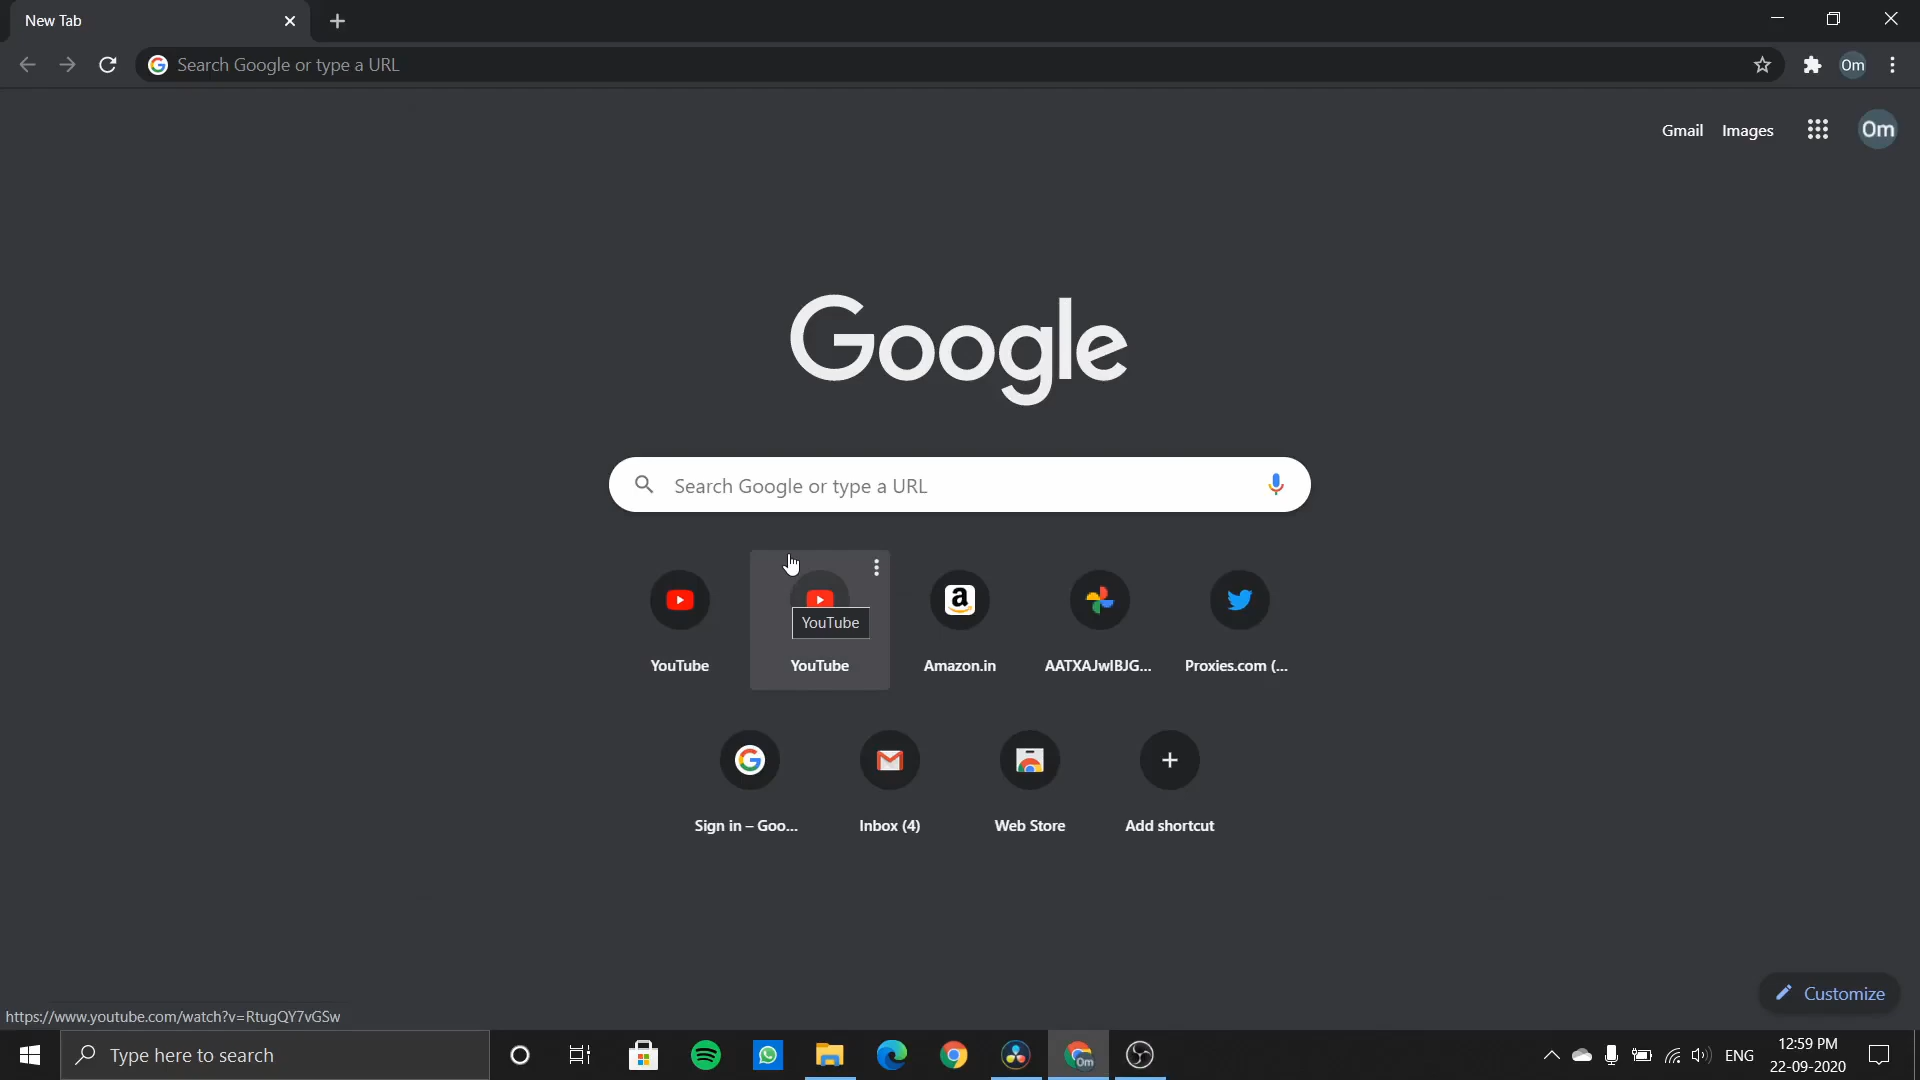 New Tab
Search Google or type a URL
Om
Gmail Images
Om
Google
Search Google or type a URL
YouTube
YouTube YouTube Amazon.in AATXAJwIBJG... Proxies.com (...
Sign in – Goo... Inbox (4) Web Store Add shortcut
Customize
https://www.youtube.com/watch?v=RtugQY7vGSw
Type here to search
Om
ENG
12:59 PM
22-09-2020